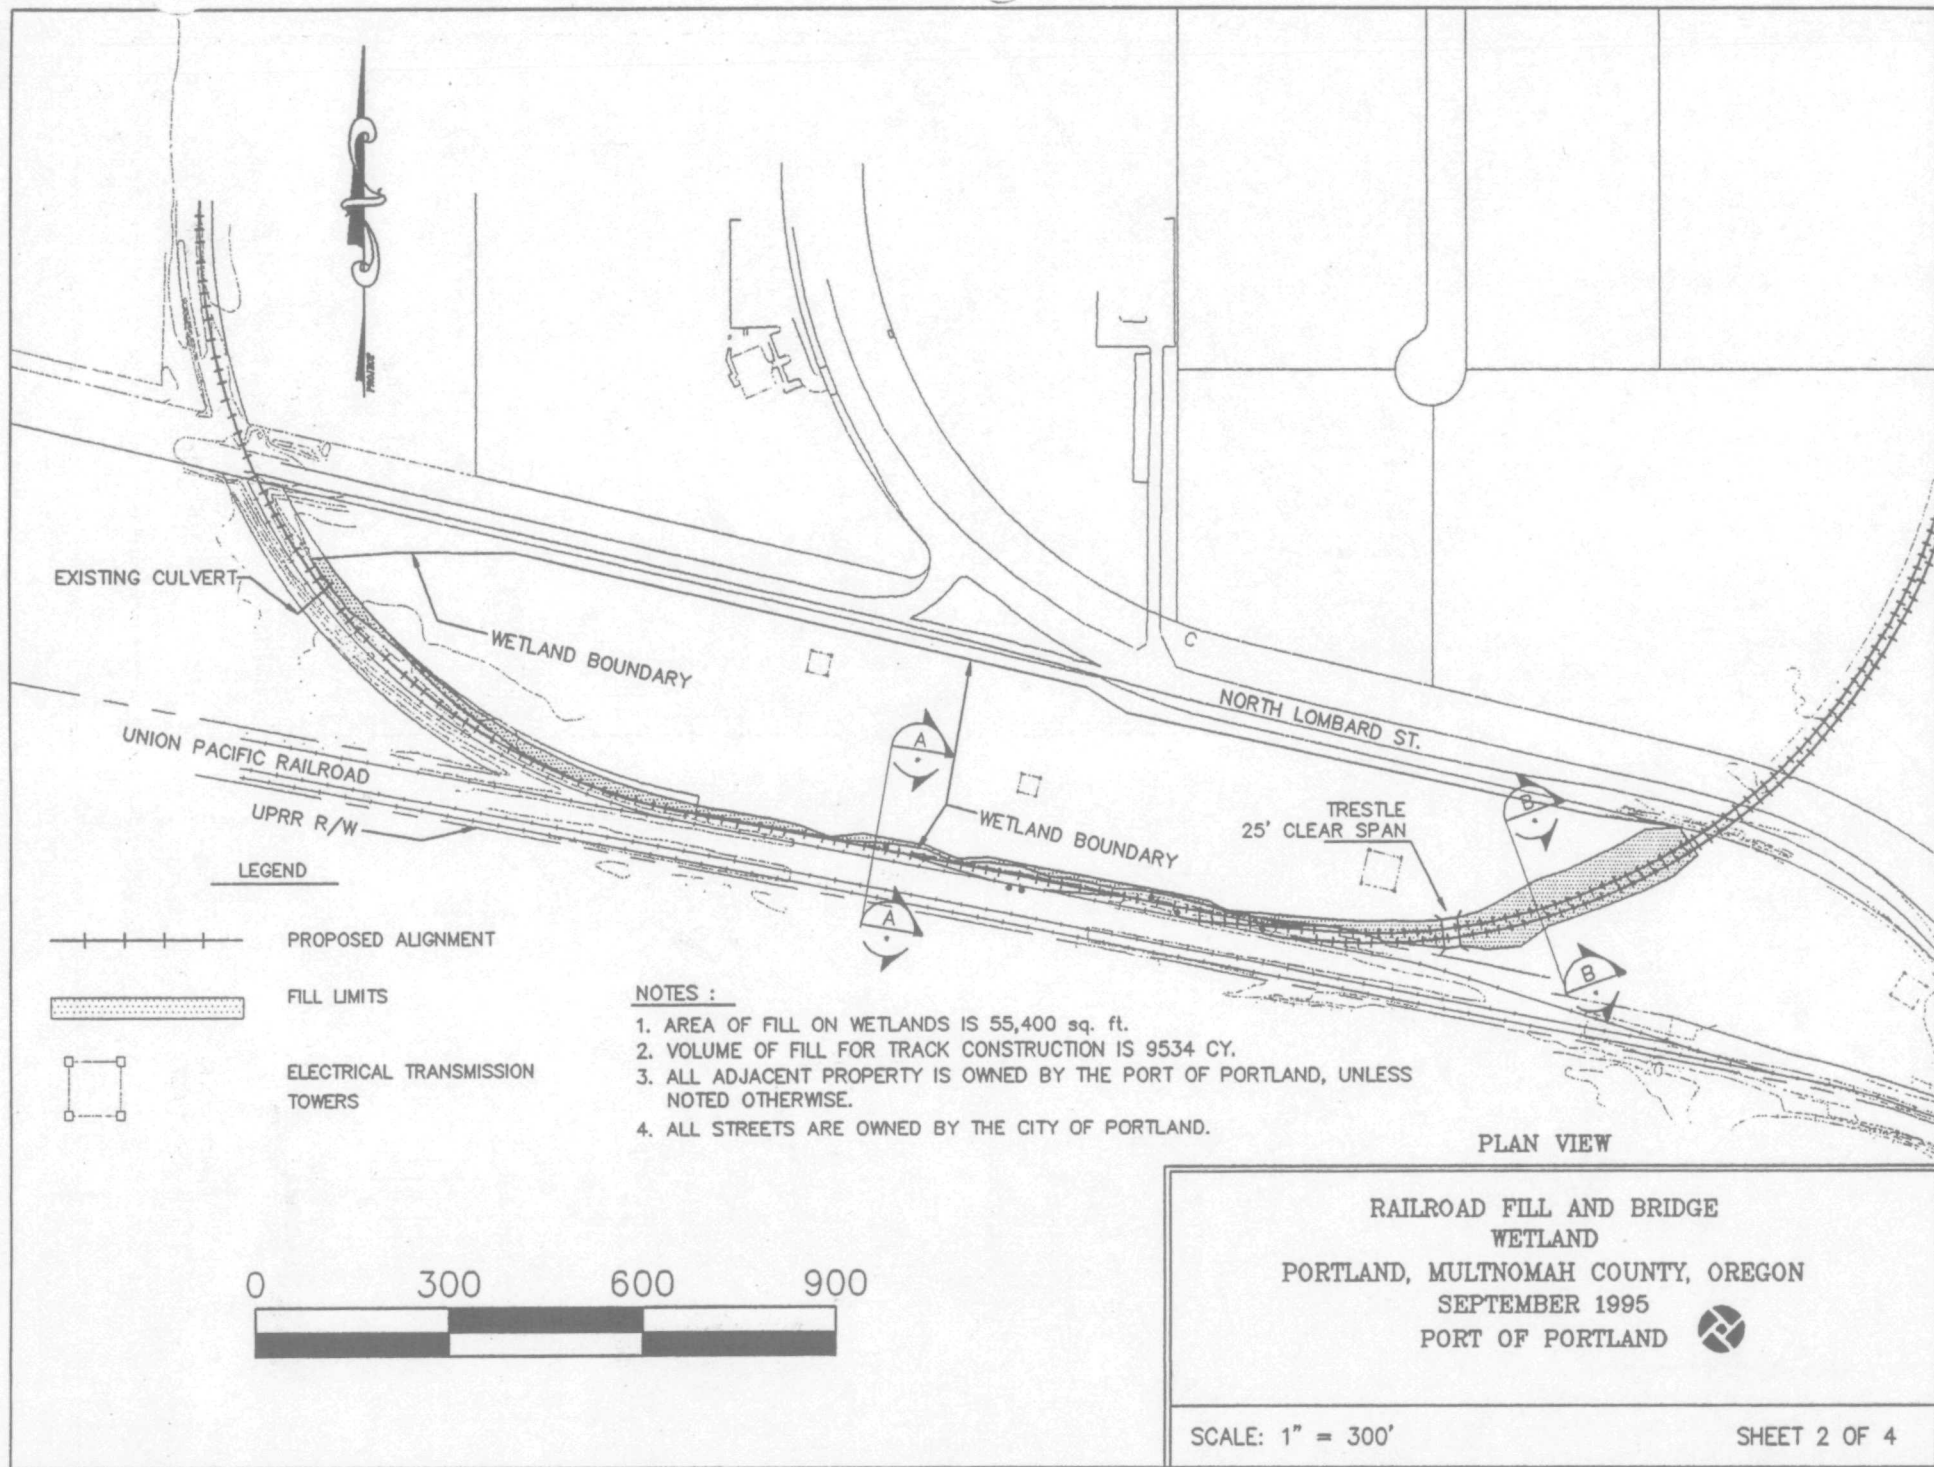 PROJECT
EXISTING CULVERT
WETLAND BOUNDARY
UNION PACIFIC RAILROAD
UPRR R/W
A
A
WETLAND BOUNDARY
NORTH LOMBARD ST.
C
TRESTLE
25' CLEAR SPAN
B
B
LEGEND
PROPOSED ALIGNMENT
FILL LIMITS
ELECTRICAL TRANSMISSION
TOWERS
NOTES :
1. AREA OF FILL ON WETLANDS IS 55,400 sq. ft.
2. VOLUME OF FILL FOR TRACK CONSTRUCTION IS 9534 CY.
3. ALL ADJACENT PROPERTY IS OWNED BY THE PORT OF PORTLAND, UNLESS
NOTED OTHERWISE.
4. ALL STREETS ARE OWNED BY THE CITY OF PORTLAND.
0 300 600 900
PLAN VIEW
RAILROAD FILL AND BRIDGE
WETLAND
PORTLAND, MULTNOMAH COUNTY, OREGON
SEPTEMBER 1995
PORT OF PORTLAND
SCALE: 1" = 300'
SHEET 2 OF 4